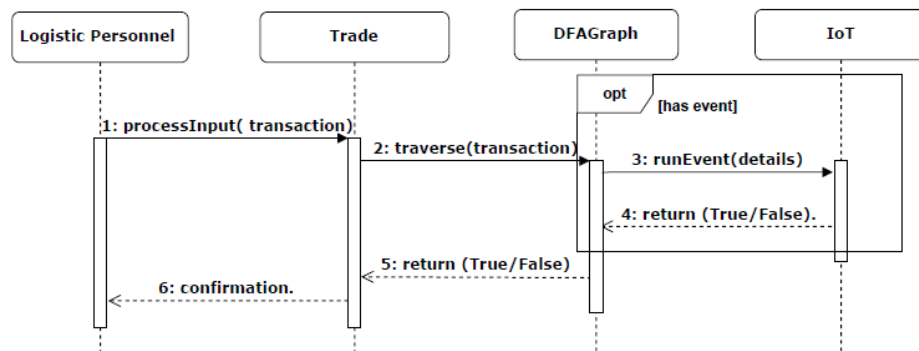 Logistic Personnel
Trade
DFAGraph
IoT
opt
[has event]
1: processInput( transaction)
2: traverse(transaction)
3: runEvent(details)
4: return (True/False).
5: return (True/False)
6: confirmation.